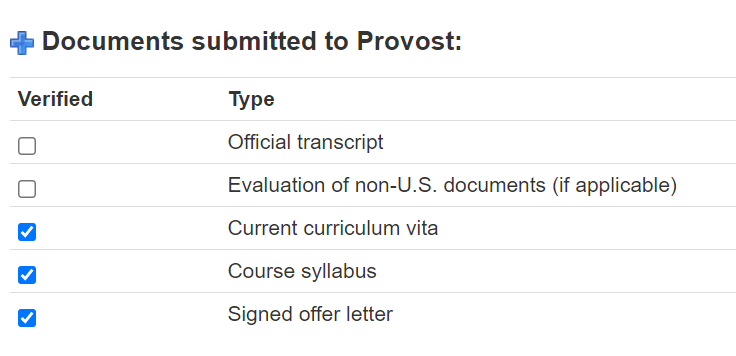 Documents submitted to Provost:
Verified Type
Official transcript
Evaluation of non-U.S. documents (if applicable)
Current curriculum vita
Course syllabus
Signed offer letter